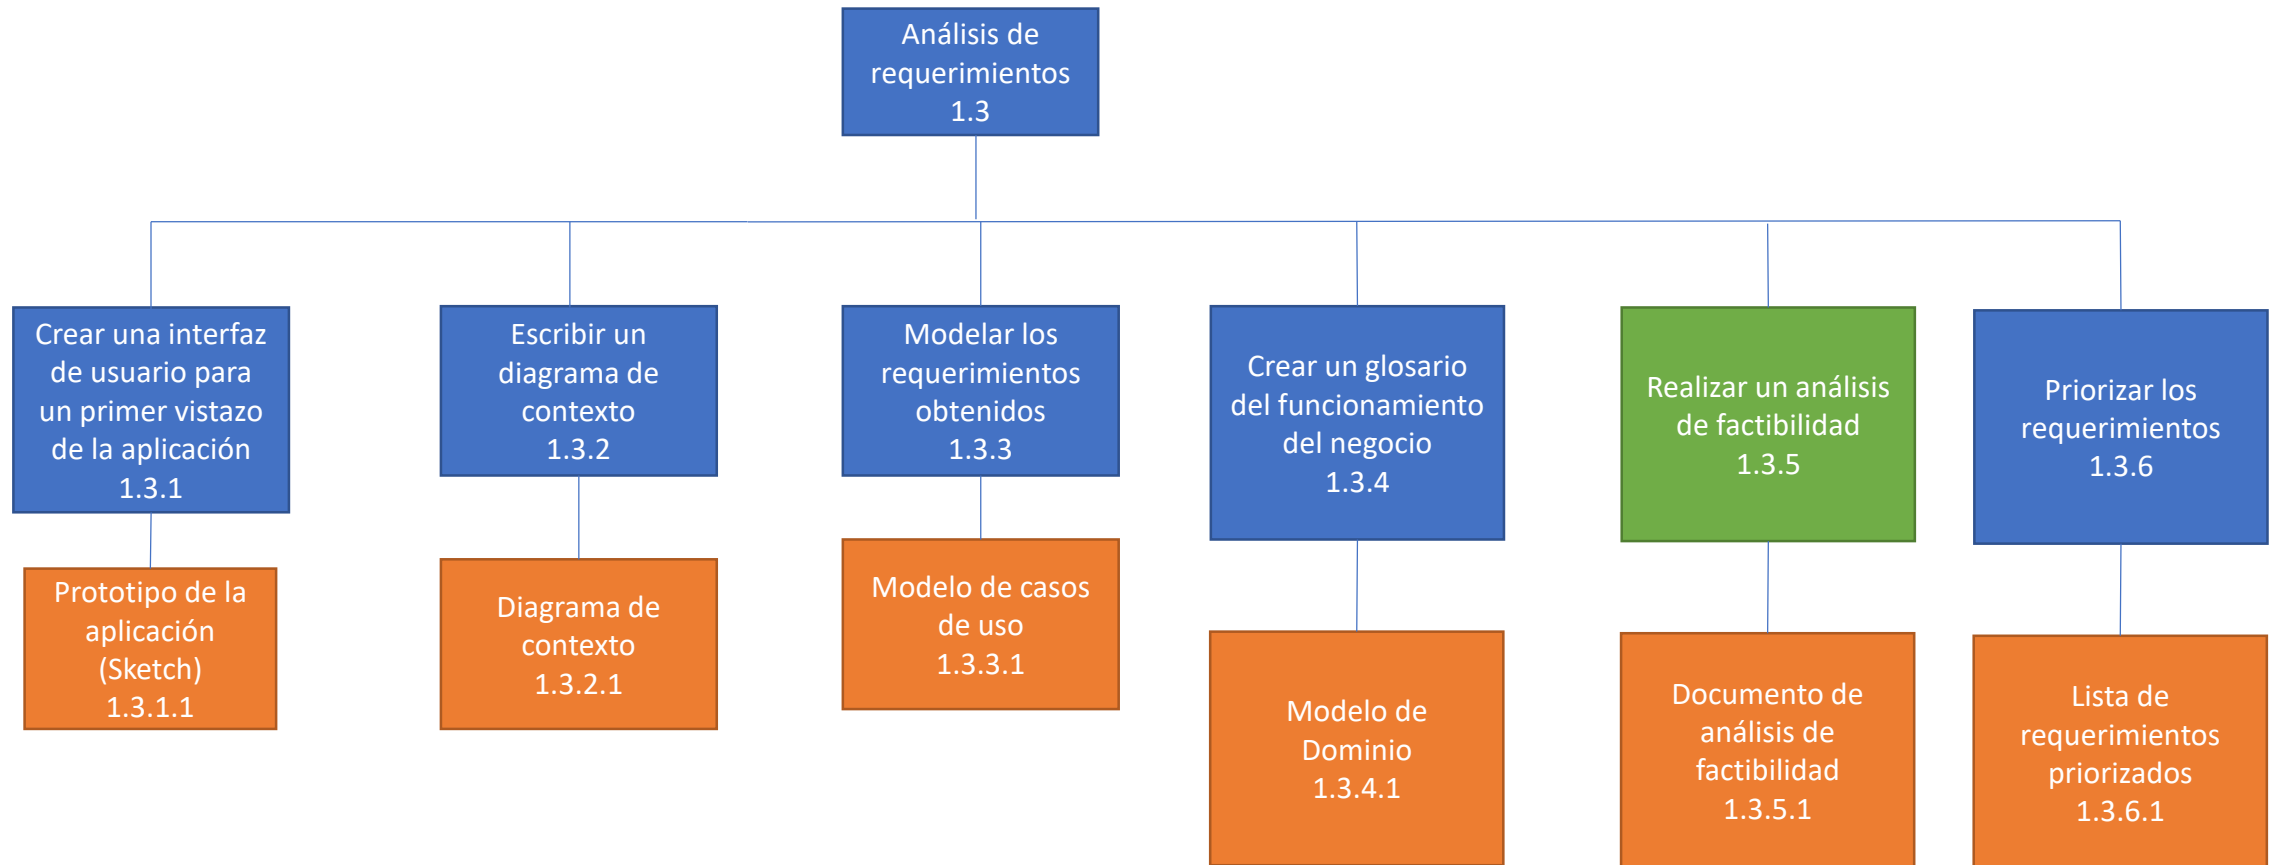 Análisis de
requerimientos
1.3
Crear una interfaz
de usuario para
un primer vistazo
de la aplicación
1.3.1
Escribir un
diagrama de
contexto
1.3.2
Modelar los
requerimientos
obtenidos
1.3.3
Crear un glosario
del funcionamiento
del negocio
1.3.4
Realizar un análisis
de factibilidad
1.3.5
Priorizar los
requerimientos
1.3.6
Prototipo de la
aplicación
(Sketch)
1.3.1.1
Diagrama de
contexto
1.3.2.1
Modelo de casos
de uso
1.3.3.1
Modelo de
Dominio
1.3.4.1
Documento de
análisis de
factibilidad
1.3.5.1
Lista de
requerimientos
priorizados
1.3.6.1